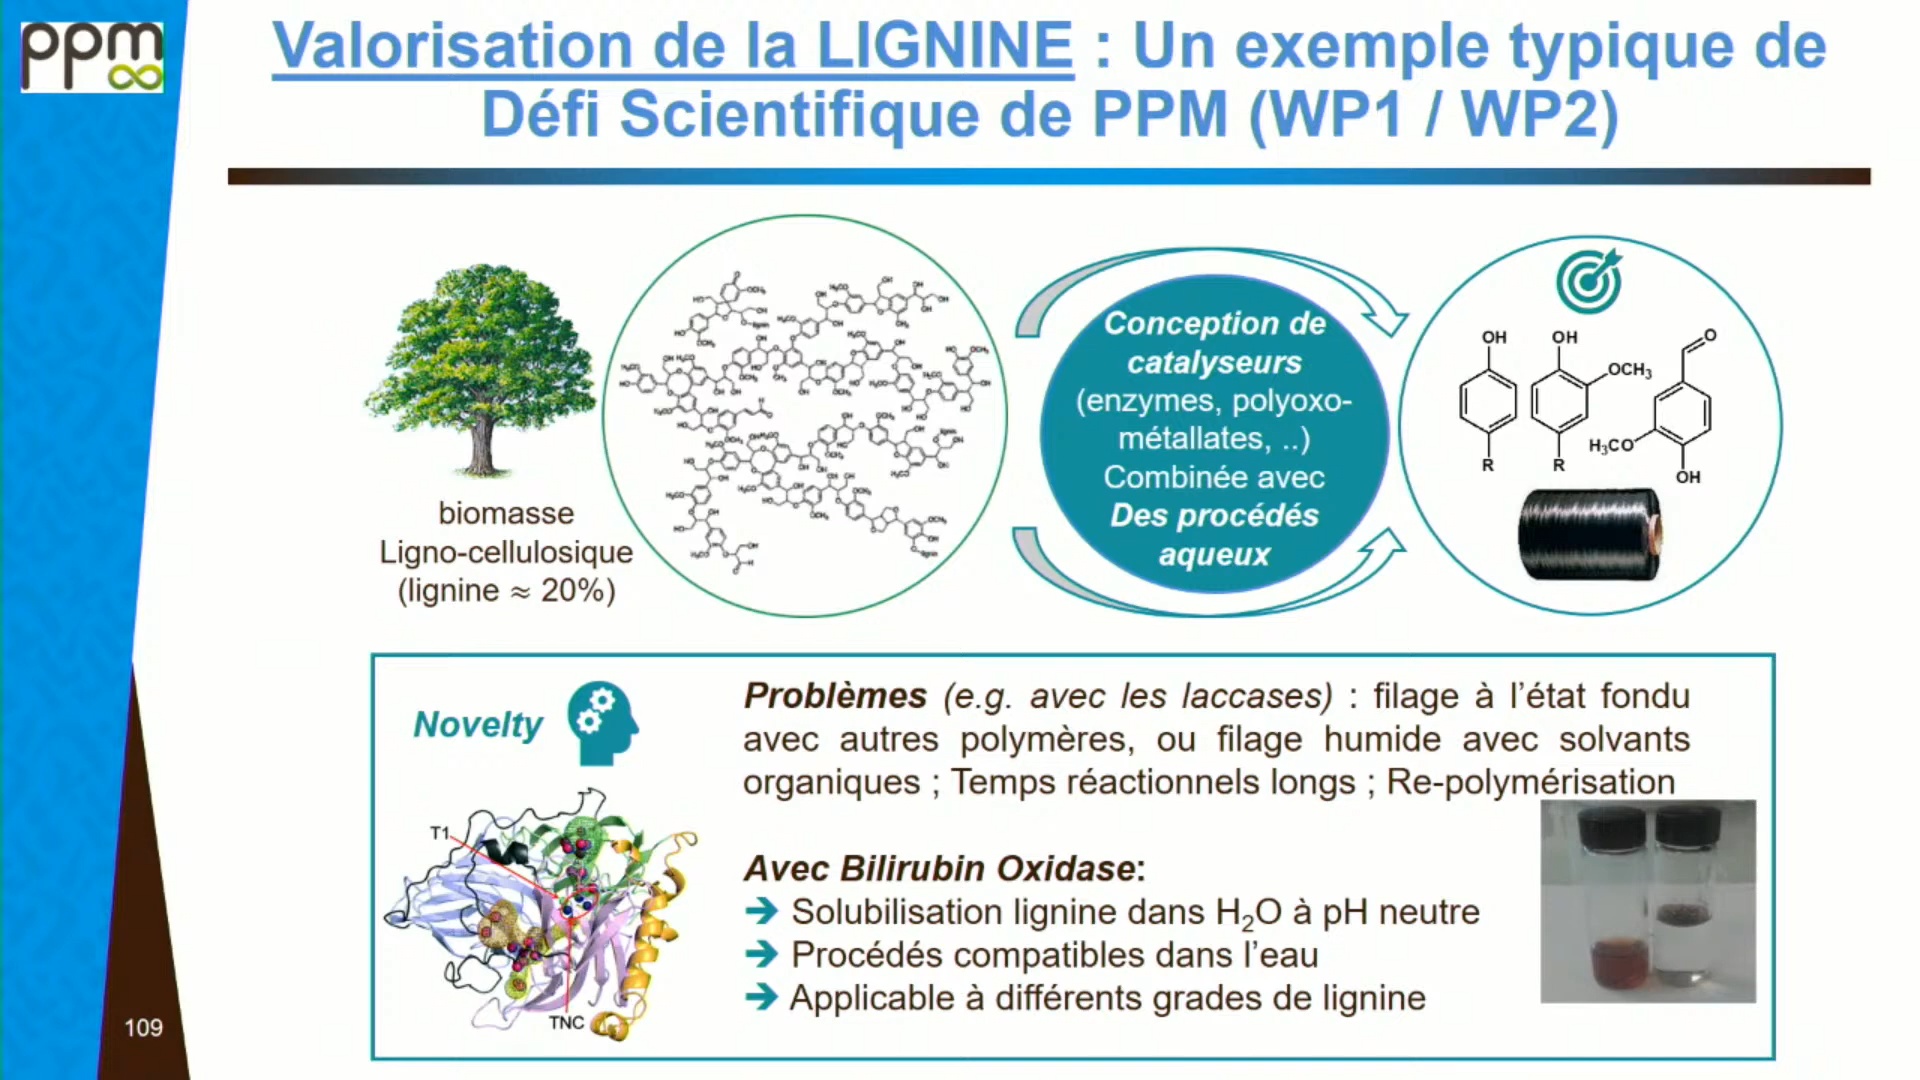 ppm
Valorisation de la LIGNINE : Un exemple typique de
Défi Scientifique de PPM (WP1 / WP2)
biomasse
Ligno-cellulosique
(lignine ≈ 20%)
Conception de
catalyseurs
(enzymes, polyoxo-
métallates, ..)
Combinée avec
Des procédés
aqueux
OH
R
OH
OCH₃
R
O
H₃CO
OH
Novelty
T1
TNC
Problèmes (e.g. avec les laccases) : filage à l’état fondu
avec autres polymères, ou filage humide avec solvants
organiques ; Temps réactionnels longs ; Re-polymérisation
Avec Bilirubin Oxidase:
➔ Solubilisation lignine dans H₂O à pH neutre
➔ Procédés compatibles dans l’eau
➔ Applicable à différents grades de lignine
109